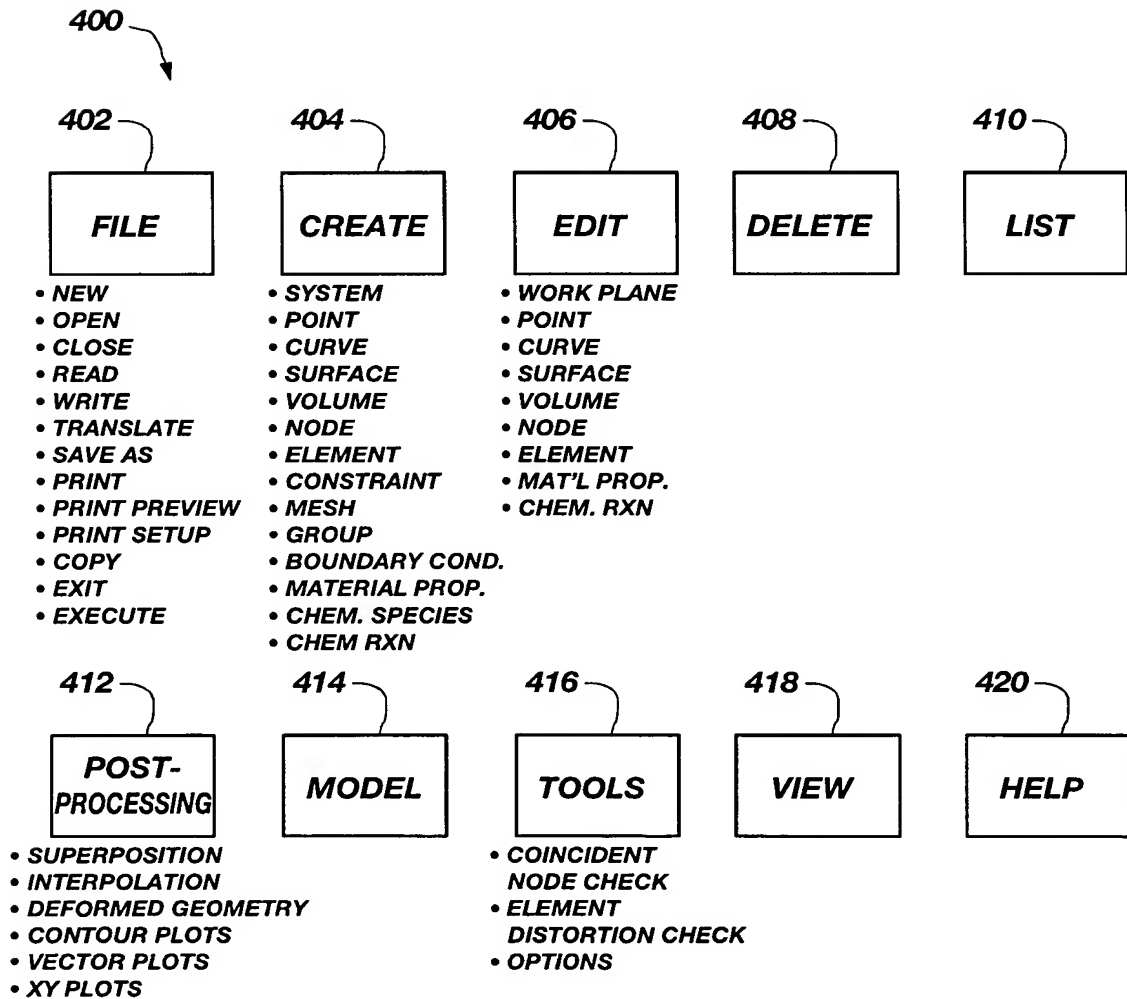 400
402
404
406
408
410
FILE
CREATE
EDIT
DELETE
LIST
• NEW
• OPEN
• CLOSE
• READ
• WRITE
• TRANSLATE
• SAVE AS
• PRINT
• PRINT PREVIEW
• PRINT SETUP
• COPY
• EXIT
• EXECUTE
• SYSTEM
• POINT
• CURVE
• SURFACE
• VOLUME
• NODE
• ELEMENT
• CONSTRAINT
• MESH
• GROUP
• BOUNDARY COND.
• MATERIAL PROP.
• CHEM. SPECIES
• CHEM RXN
• WORK PLANE
• POINT
• CURVE
• SURFACE
• VOLUME
• NODE
• ELEMENT
• MAT'L PROP.
• CHEM. RXN
412
414
416
418
420
POST-
PROCESSING
MODEL
TOOLS
VIEW
HELP
• SUPERPOSITION
• INTERPOLATION
• DEFORMED GEOMETRY
• CONTOUR PLOTS
• VECTOR PLOTS
• XY PLOTS
• COINCIDENT
NODE CHECK
• ELEMENT
DISTORTION CHECK
• OPTIONS